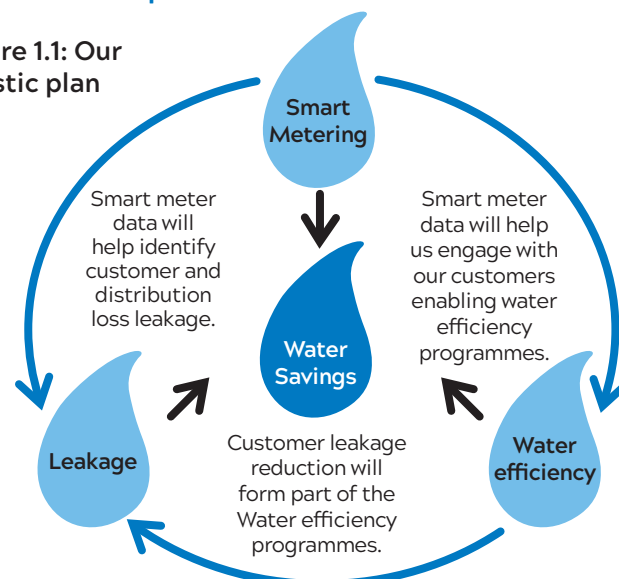 re 1.1: Our
stic plan
Smart
Metering
Smart meter
data will
help identify
customer and
distribution
loss leakage.
Smart meter
data will help
us engage with
our customers
enabling water
efficiency
programmes.
Water
Savings
Leakage
Customer leakage
reduction will
form part of the
Water efficiency
programmes.
Water
efficiency